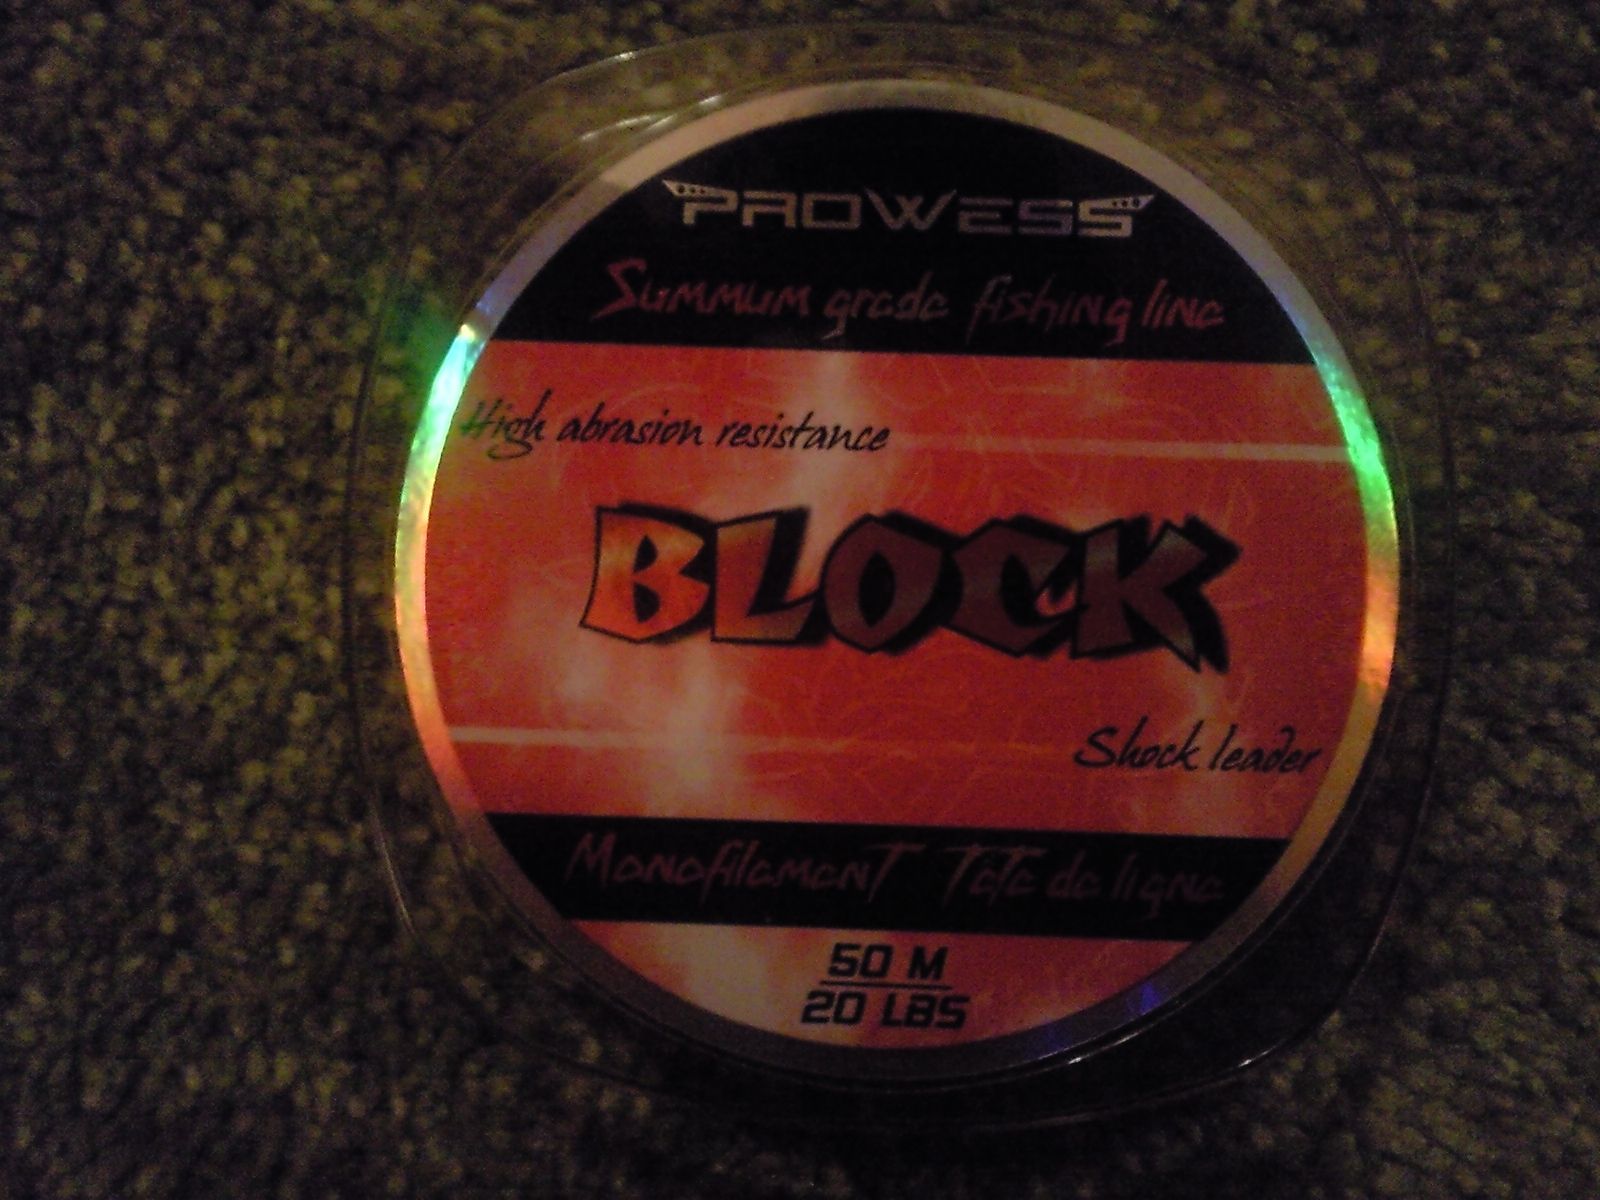 PROWESS
Summum grade fishing line
High abrasion resistance
BLOCK
Shock leader
Monofilament Tête de ligne
50 M
20 LBS